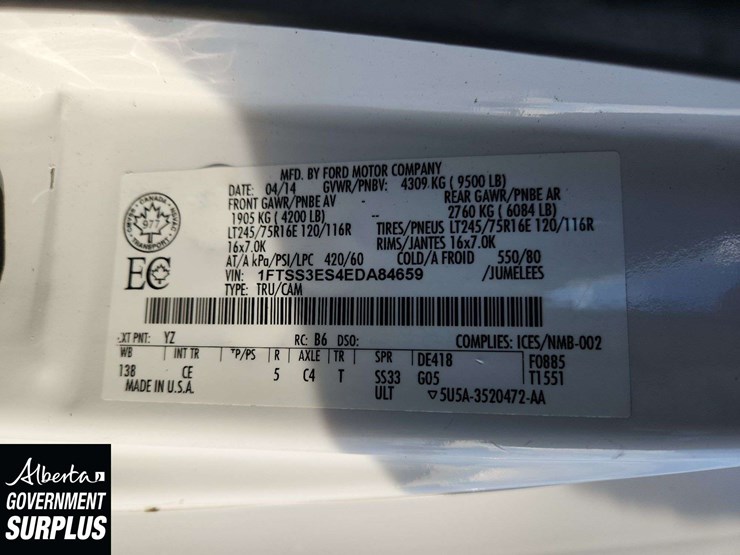 MFD. BY FORD MOTOR COMPANY
DATE: 04/14 GVWR/PNBV: 4309 KG ( 9500 LB)
FRONT GAWR/PNBE AV REAR GAWR/PNBE AR
1905 KG ( 4200 LB) -- 2760 KG ( 6084 LB)
LT245/75R16E 120/116R TIRES/PNEUS LT245/75R16E 120/116R
16x7.0K RIMS/JANTES 16x7.0K
AT/A kPa/PSI/LPC 420/60 COLD/A FROID 550/80
VIN: 1FTSS3ES4EDA84659 /JUMELEES
TYPE: TRU/CAM
CANADA
977
EC
EXT PNT: YZ RC: B6 DSO: COMPLIES: ICES/NMB-002
WB INT TR TP/PS R AXLE TR SPR DE418 F0885
138 CE 5 C4 T SS33 G05 T1551
MADE IN U.S.A. ULT ▽5U5A-3520472-AA
Alberta
GOVERNMENT
SURPLUS